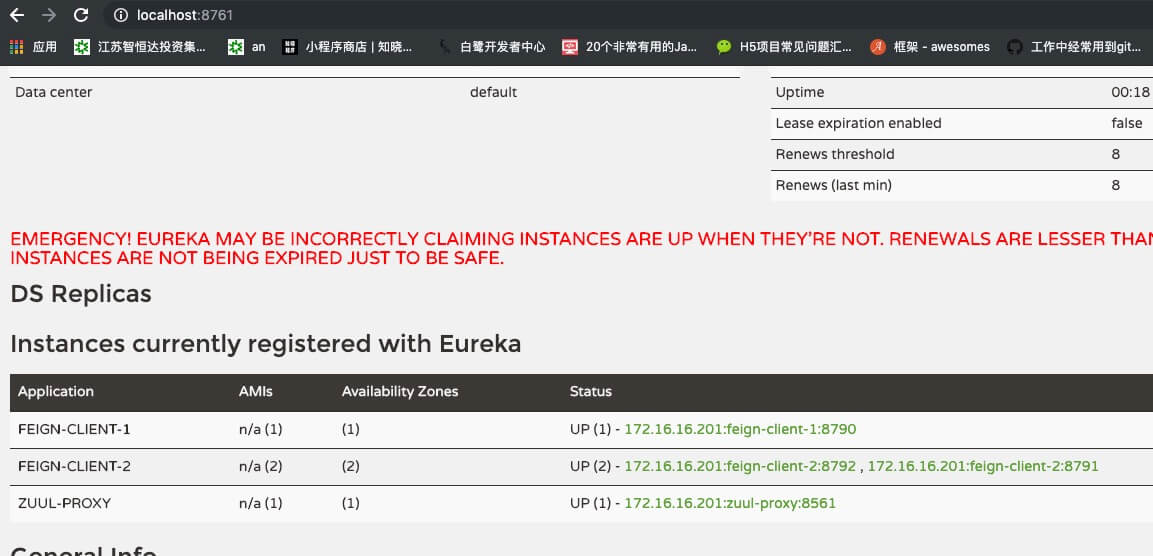 localhost:8761
应用 江苏智恒达投资集... an 小程序商店 | 知晓... 白鹭开发者中心 20个非常有用的Ja... H5项目常见问题汇... 框架 - awesomes 工作中经常用到git...
Data center default
Uptime 00:18
Lease expiration enabled false
Renews threshold 8
Renews (last min) 8
EMERGENCY! EUREKA MAY BE INCORRECTLY CLAIMING INSTANCES ARE UP WHEN THEY'RE NOT. RENEWALS ARE LESSER THAN
INSTANCES ARE NOT BEING EXPIRED JUST TO BE SAFE.
DS Replicas
Instances currently registered with Eureka
Application AMIs Availability Zones Status
FEIGN-CLIENT-1 n/a (1) (1) UP (1) - 172.16.16.201:feign-client-1:8790
FEIGN-CLIENT-2 n/a (2) (2) UP (2) - 172.16.16.201:feign-client-2:8792 , 172.16.16.201:feign-client-2:8791
ZUUL-PROXY n/a (1) (1) UP (1) - 172.16.16.201:zuul-proxy:8561
General Info